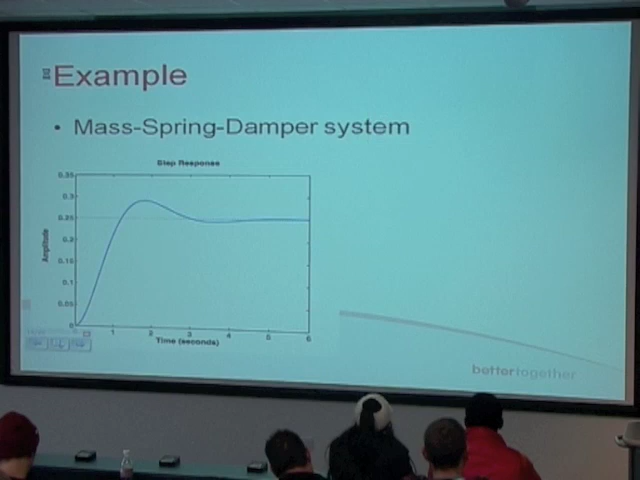 Example
• Mass-Spring-Damper system
Step Response
0.35
0.3
0.25
0.2
0.15
0.1
0.05
0
Amplitude
1 2 3 4 5 6
Time (seconds)
bettertogether